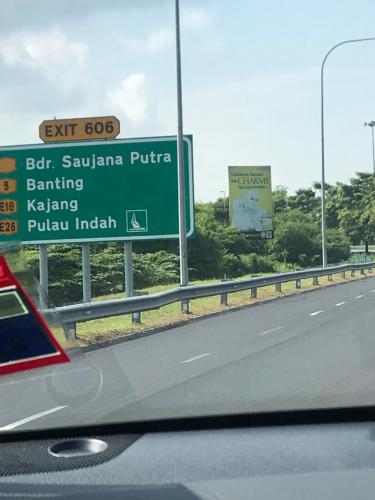 EXIT 606
Bdr. Saujana Putra
5 Banting
E18 Kajang
E26 Pulau Indah
CHARMS